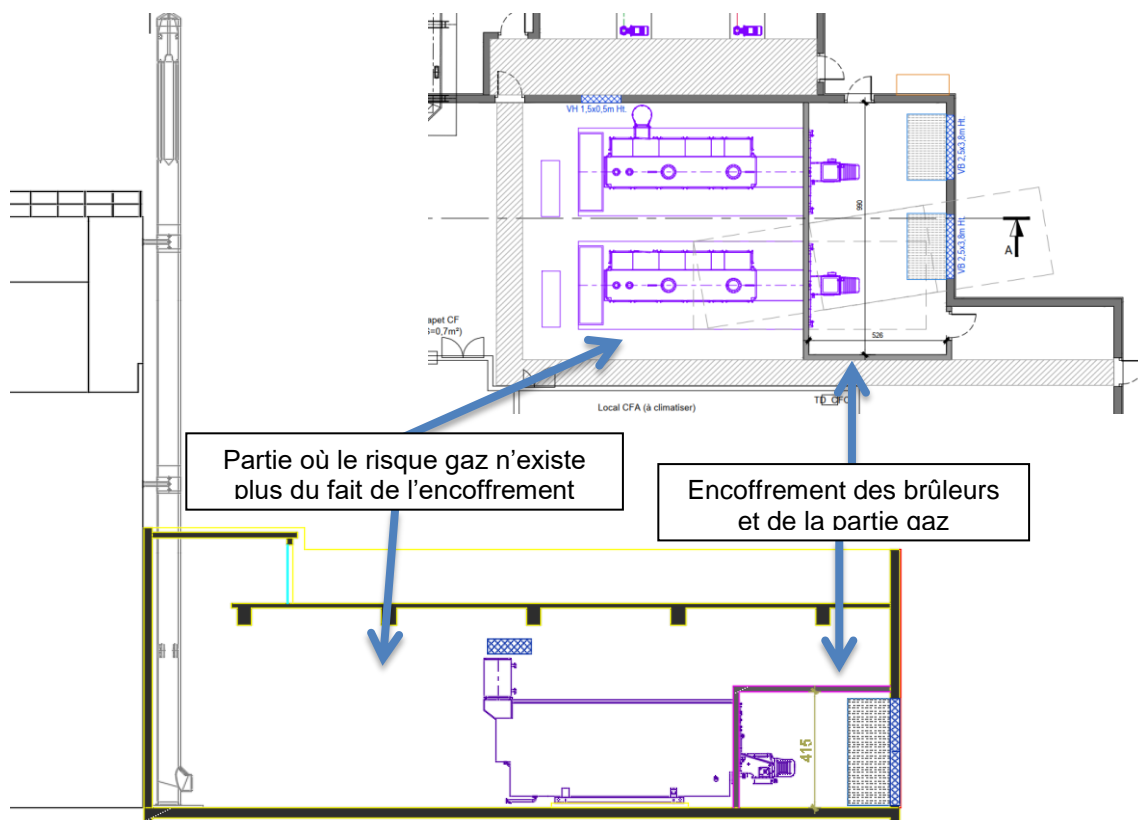 VH 1,5x0,5m Ht.
VB 2,5x3,8m Ht.
990
VB 2,5x3,8m Ht.
A
apet CF
S=0,7m²)
526
Local CFA (à climatiser)
TD_CFO
Partie où le risque gaz n’existe
plus du fait de l’encoffrement
Encoffrement des brûleurs
et de la partie gaz
415